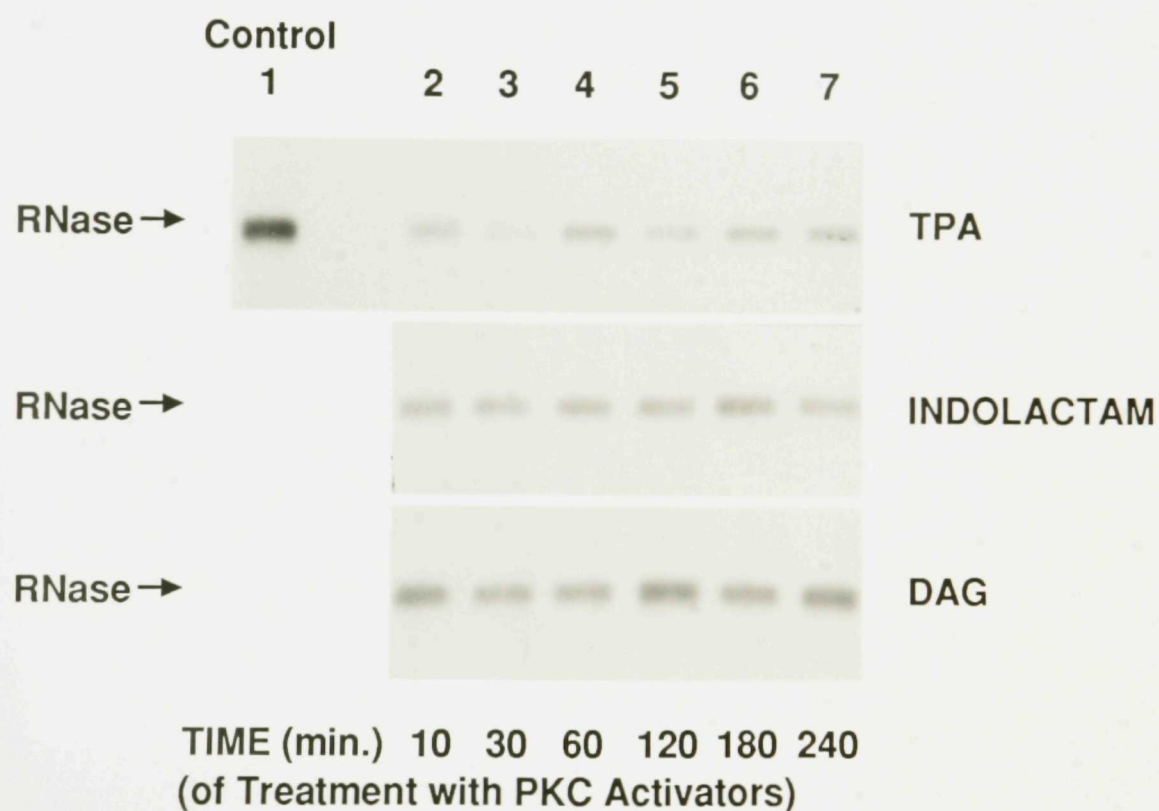 Control
1 2 3 4 5 6 7
RNase→ TPA
RNase→ INDOLACTAM
RNase→ DAG
TIME (min.) 10 30 60 120 180 240
(of Treatment with PKC Activators)